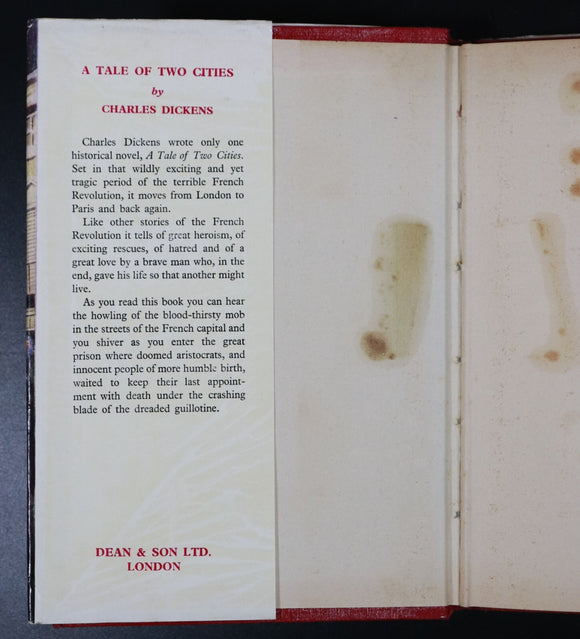 A TALE OF TWO CITIES
by
CHARLES DICKENS
Charles Dickens wrote only one
historical novel, A Tale of Two Cities.
Set in that wildly exciting and yet
tragic period of the terrible French
Revolution, it moves from London to
Paris and back again.
Like other stories of the French
Revolution it tells of great heroism, of
exciting rescues, of hatred and of a
great love by a brave man who, in the
end, gave his life so that another might
live.
As you read this book you can hear
the howling of the blood-thirsty mob
in the streets of the French capital and
you shiver as you enter the great
prison where doomed aristocrats, and
innocent people of more humble birth,
waited to keep their last appoint-
ment with death under the crashing
blade of the dreaded guillotine.
DEAN & SON LTD.
LONDON